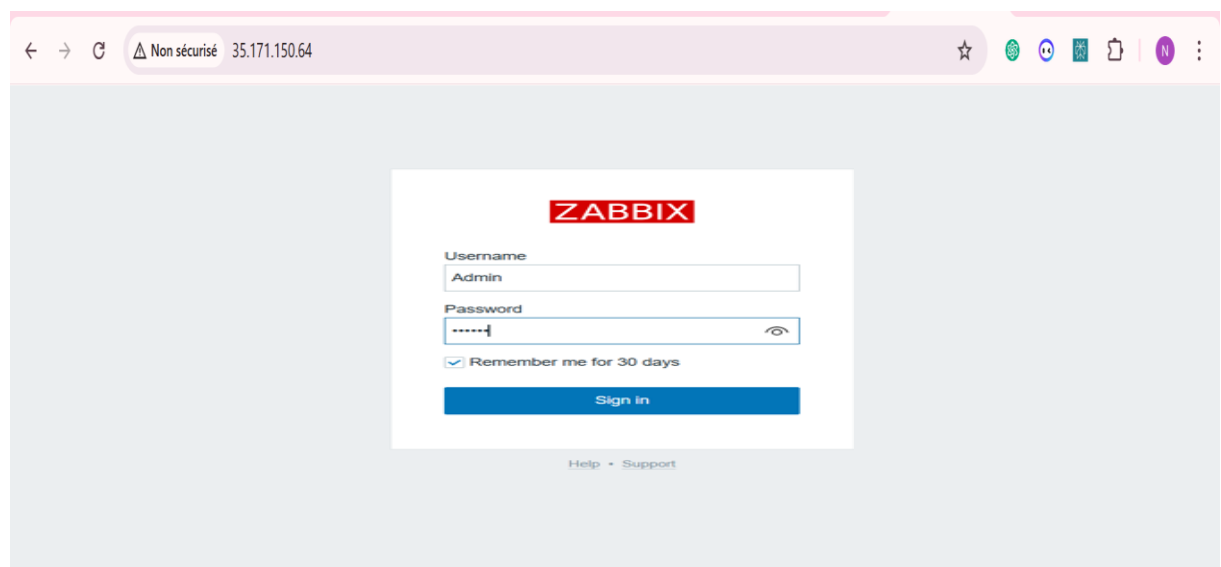 Non sécurisé 35.171.150.64
N
ZABBIX
Username
Admin
Password
••••••
Remember me for 30 days
Sign in
Help • Support